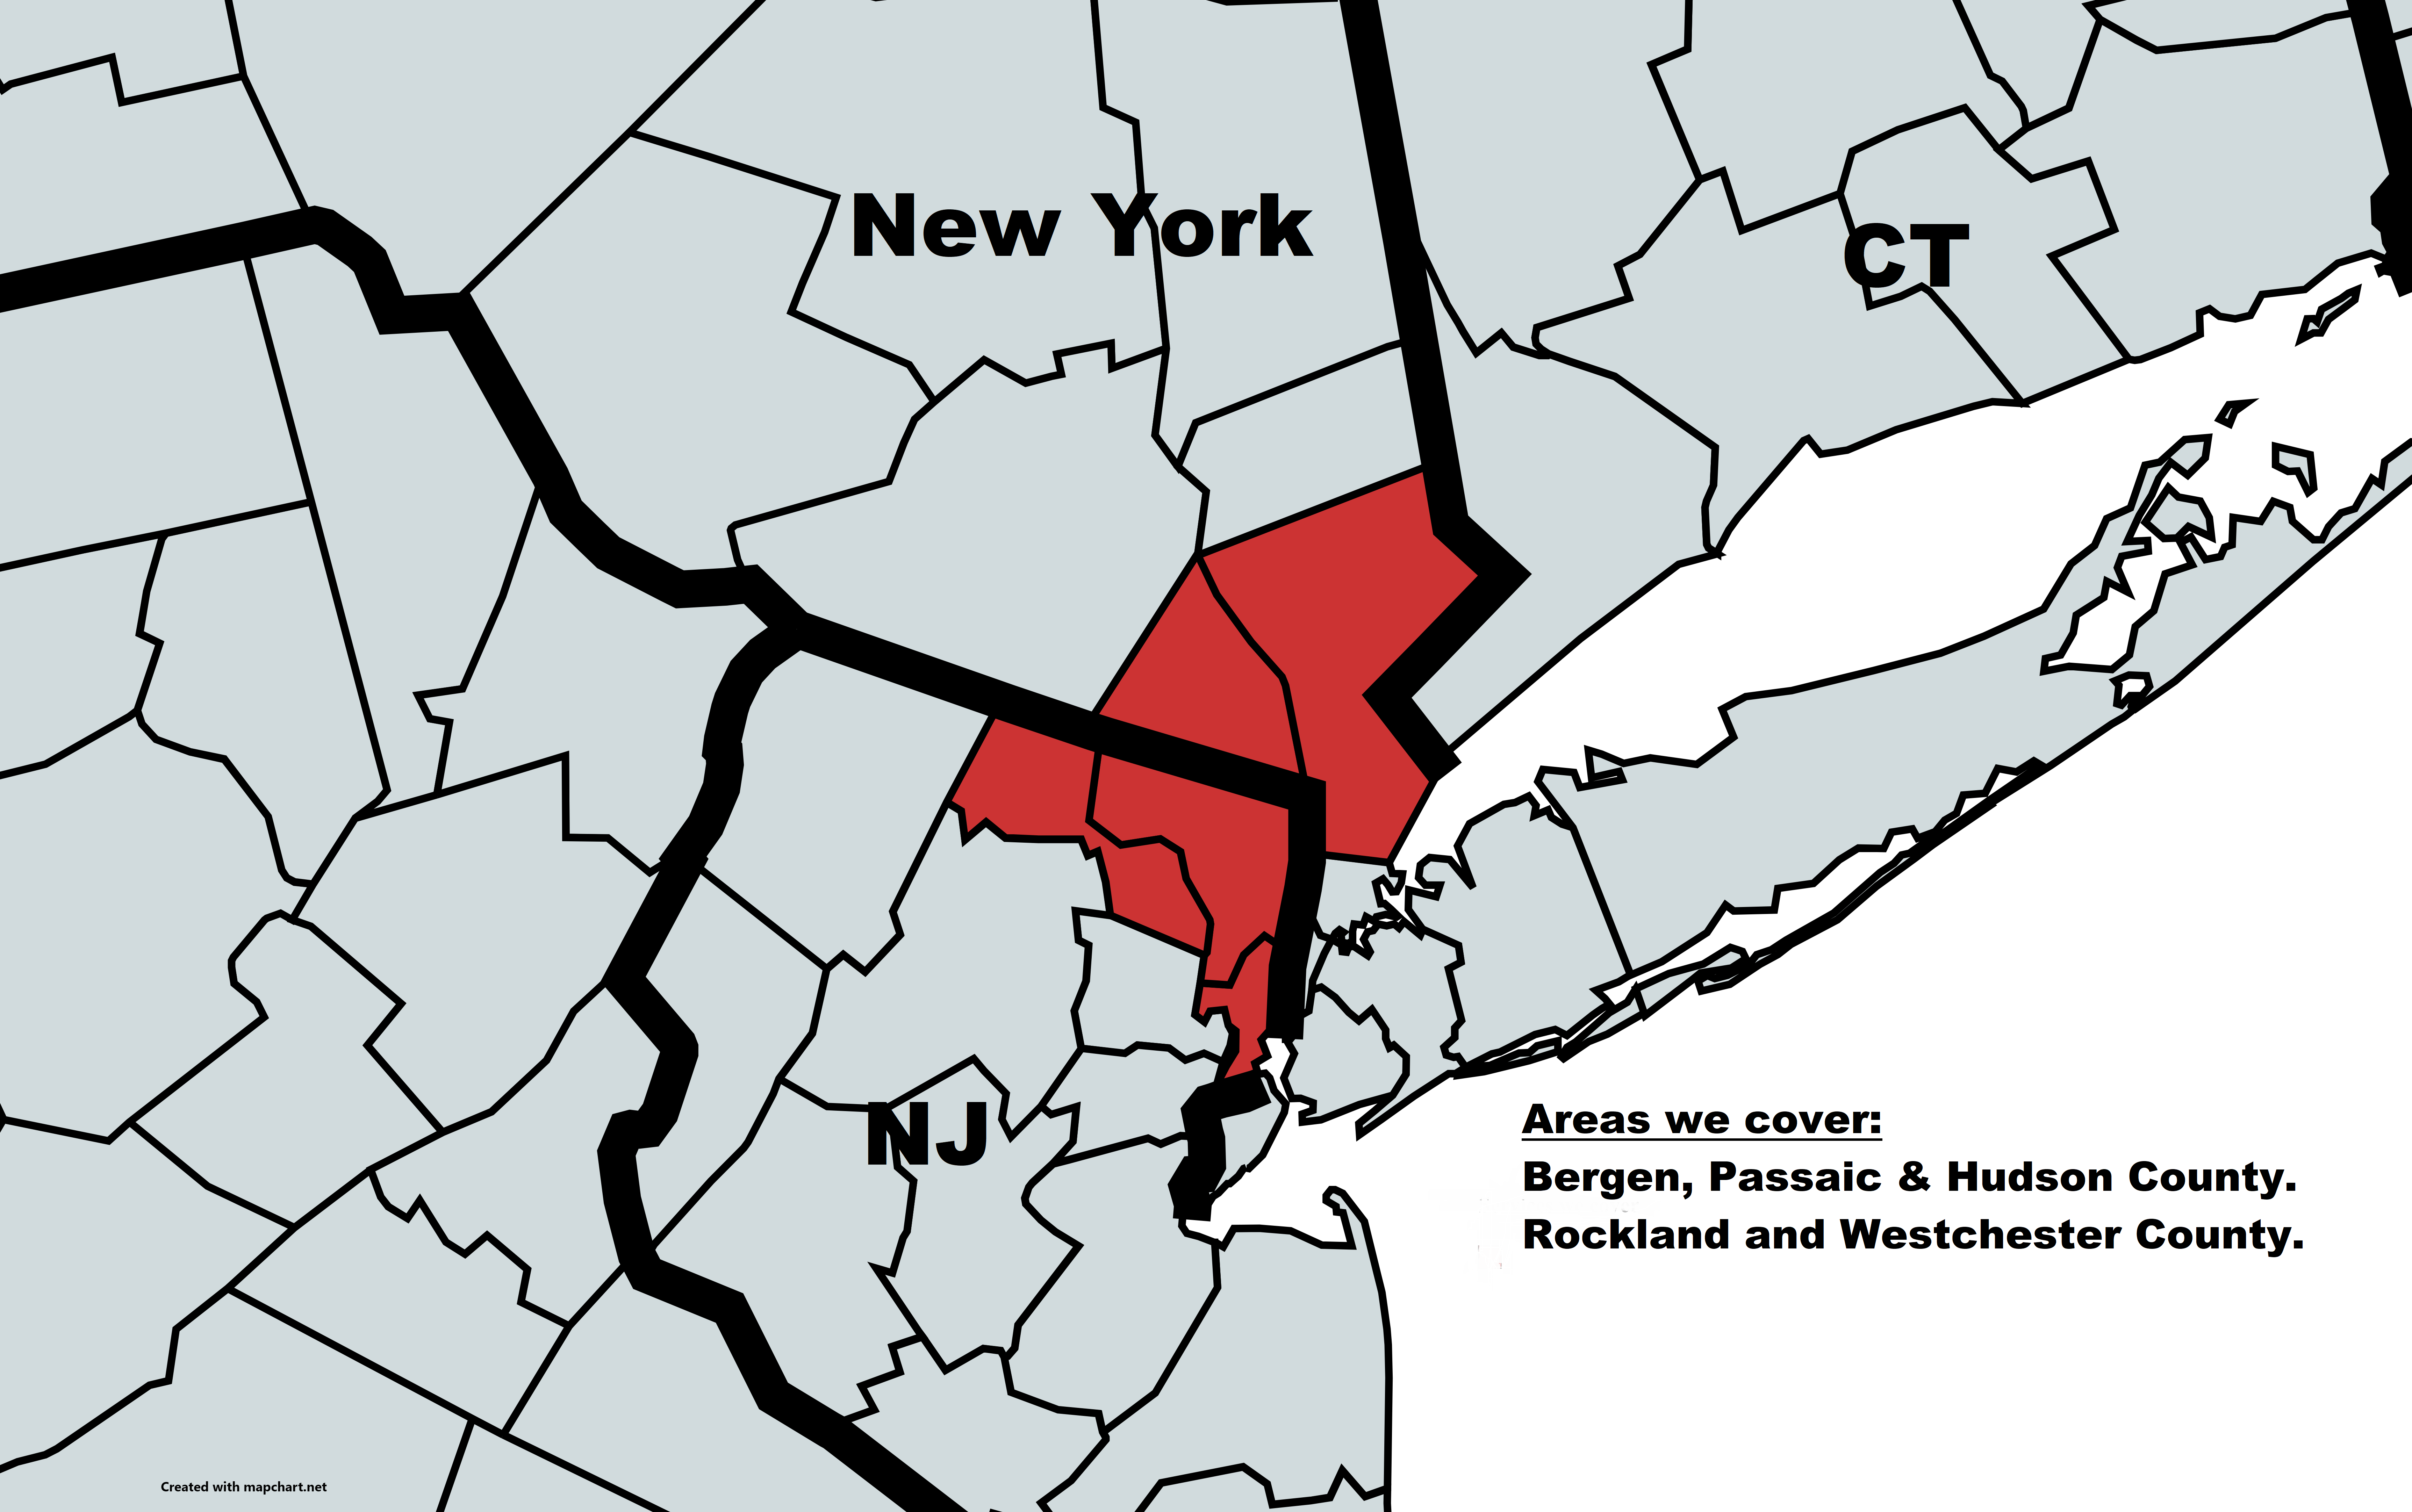 New York
CT
NJ
Areas we cover:
Bergen, Passaic & Hudson County.
Rockland and Westchester County.
Created with mapchart.net